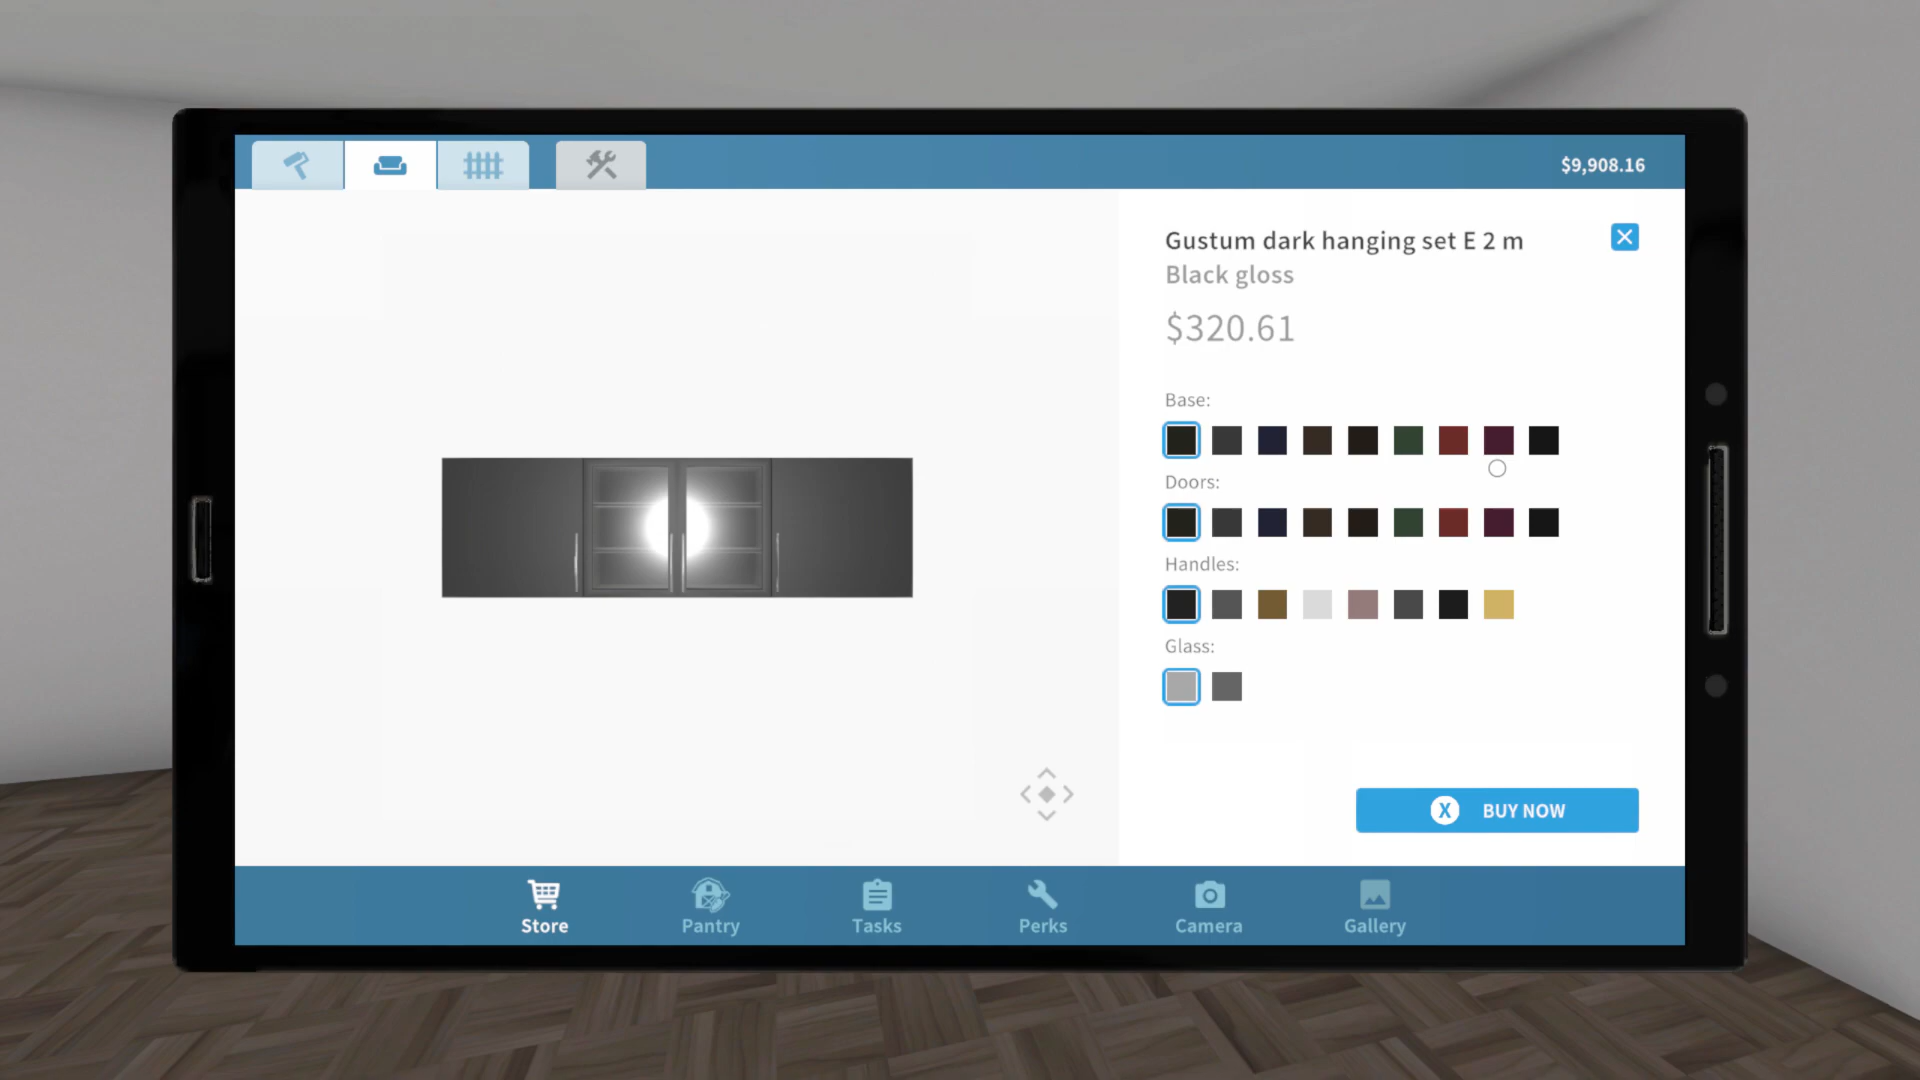 $9,908.16
Gustum dark hanging set E 2 m
Black gloss
$320.61
Base:
Doors:
Handles:
Glass:
X BUY NOW
Store Pantry Tasks Perks Camera Gallery